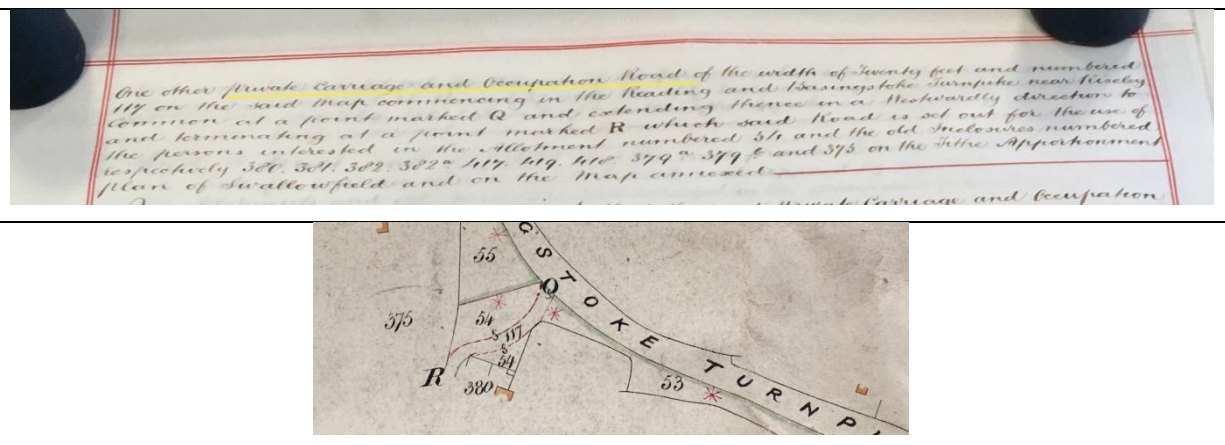 One other private Carriage and Occupation Road of the width of Twenty feet and numbered
117 on the said Map commencing in the Reading and Basingstoke Turnpike near Riseley
Common at a point marked Q and extending thence in a Westwardly direction to
and terminating at a point marked R which said Road is set out for the use of
the persons interested in the Allotment numbered 54 and the old Inclosures numbered
respectively 380. 381. 382. 382a 417. 419. 418. 379a 379b and 375 on the Tithe Apportionment
plan of Swallowfield and on the Map annexed.
Private Carriage and Occupation
GSTOKE TURNP
55
Q
375
54
S 117
S
54
R
380
53